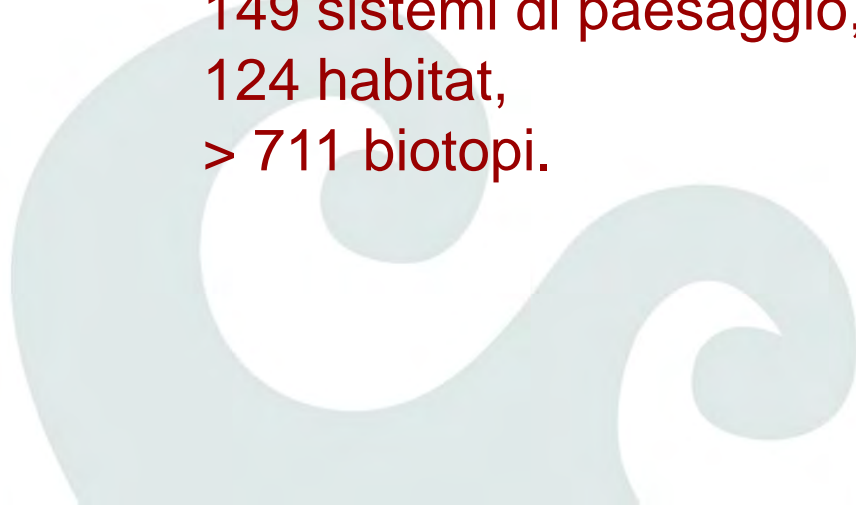 149 sistemi di paesaggio,
124 habitat,
> 711 biotopi.